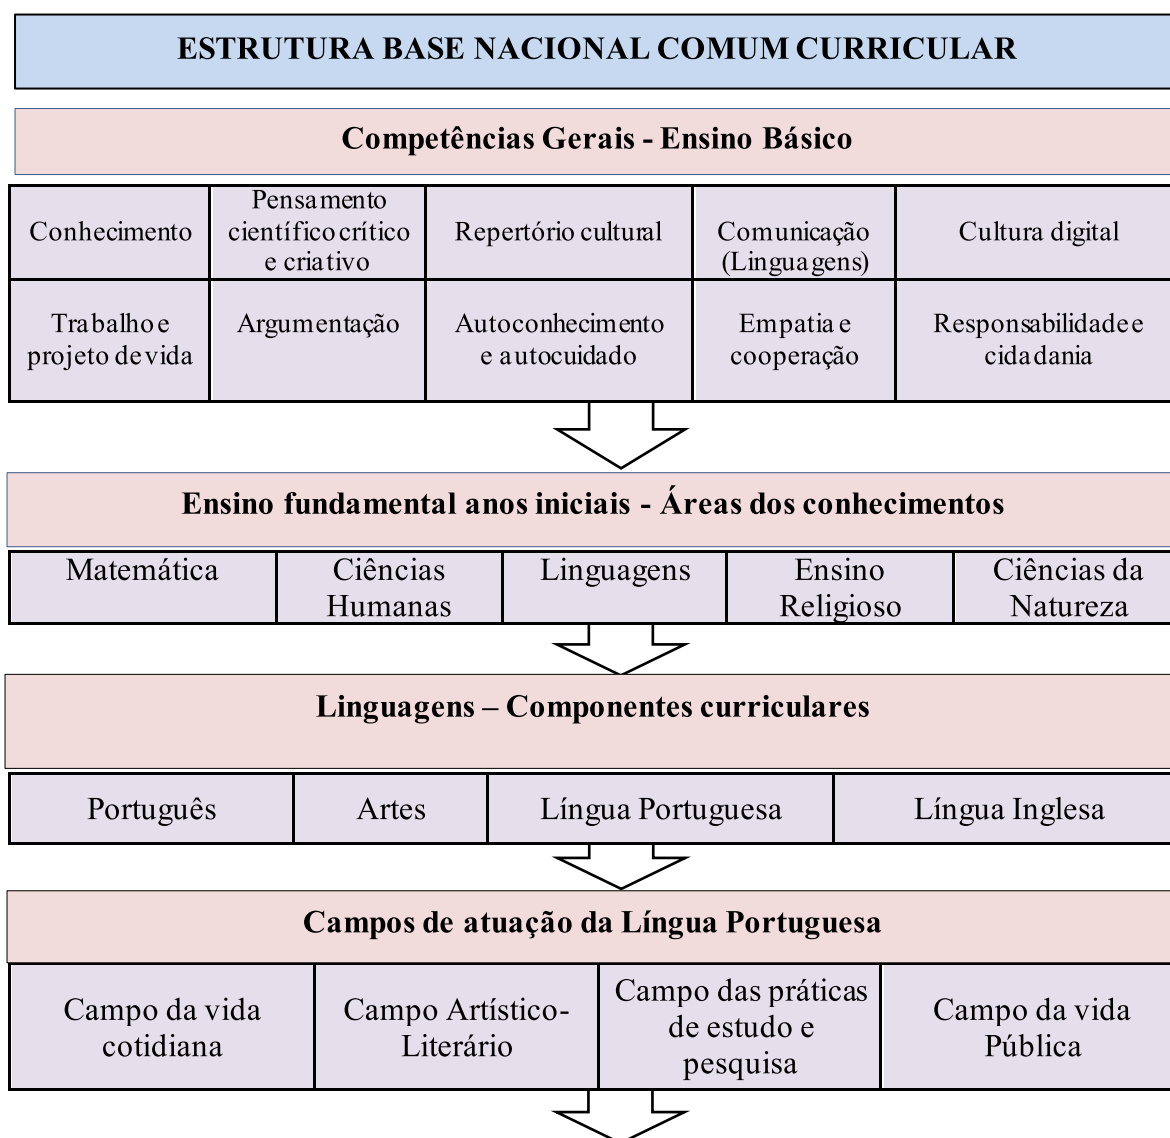 ESTRUTURA BASE NACIONAL COMUM CURRICULAR
Competências Gerais - Ensino Básico
Conhecimento
Pensamento
científico crítico
e criativo
Repertório cultural
Comunicação
(Linguagens)
Cultura digital
Trabalho e
projeto de vida
Argumentação
Autoconhecimento
e autocuidado
Empatia e
cooperação
Responsabilidade e
cidadania
Ensino fundamental anos iniciais - Áreas dos conhecimentos
Matemática
Ciências
Humanas
Linguagens
Ensino
Religioso
Ciências da
Natureza
Linguagens – Componentes curriculares
Português
Artes
Língua Portuguesa
Língua Inglesa
Campos de atuação da Língua Portuguesa
Campo da vida
cotidiana
Campo Artístico-
Literário
Campo das práticas
de estudo e
pesquisa
Campo da vida
Pública